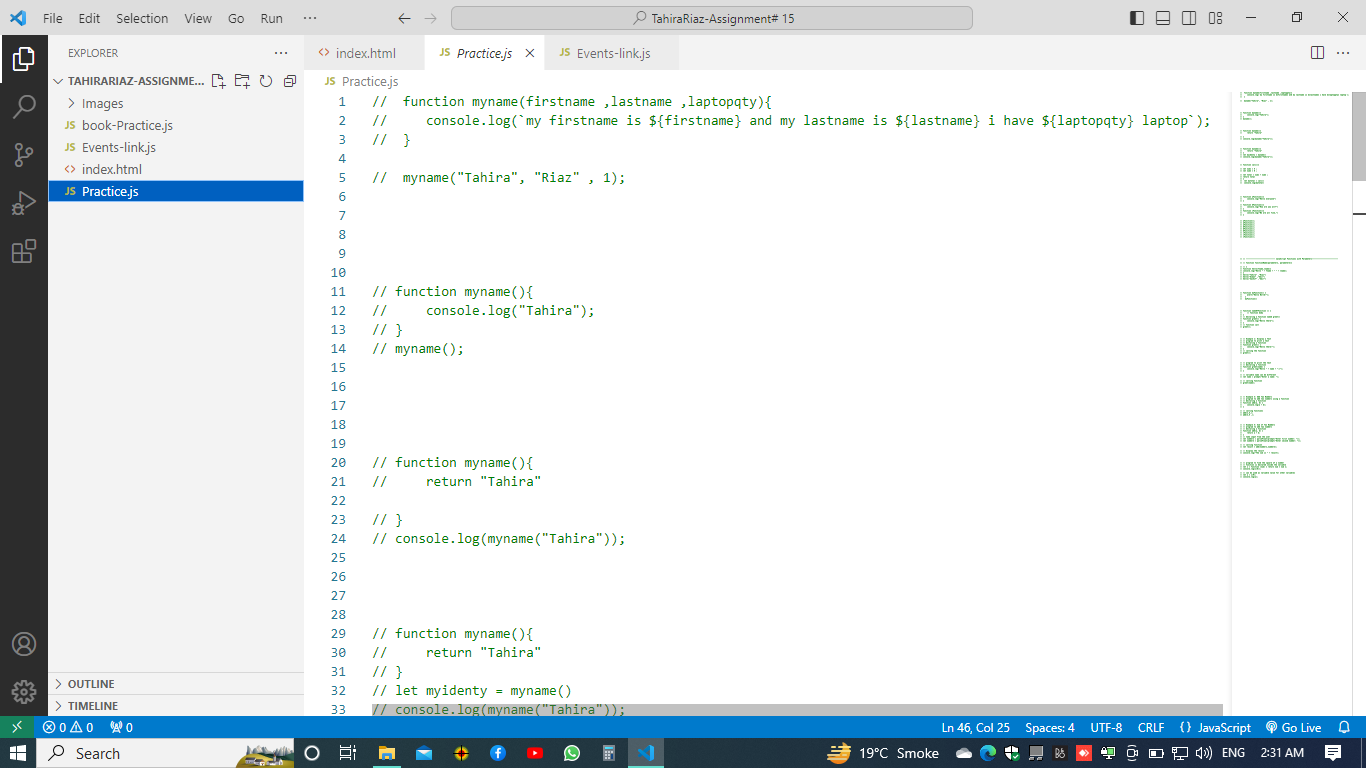 File Edit Selection View Go Run ···
TahiraRiaz-Assignment# 15
EXPLORER
TAHIRARIAZ-ASSIGNME...
Images
JS book-Practice.js
JS Events-link.js
<> index.html
JS Practice.js
OUTLINE
TIMELINE
<> index.html JS Practice.js JS Events-link.js
JS Practice.js
1 //  function myname(firstname ,lastname ,laptopqty){
2 //     console.log(`my firstname is ${firstname} and my lastname is ${lastname} i have ${laptopqty} laptop`);
3 //  }
4
5 //  myname("Tahira", "Riaz" , 1);
6
7
8
9
10
11 // function myname(){
12 //     console.log("Tahira");
13 // }
14 // myname();
15
16
17
18
19
20 // function myname(){
21 //     return "Tahira"
22
23 // }
24 // console.log(myname("Tahira"));
25
26
27
28
29 // function myname(){
30 //     return "Tahira"
31 // }
32 // let myidenty = myname()
33 // console.log(myname("Tahira"));
0 0 0 Ln 46, Col 25 Spaces: 4 UTF-8 CRLF {} JavaScript Go Live
Search 19°C Smoke ENG 2:31 AM